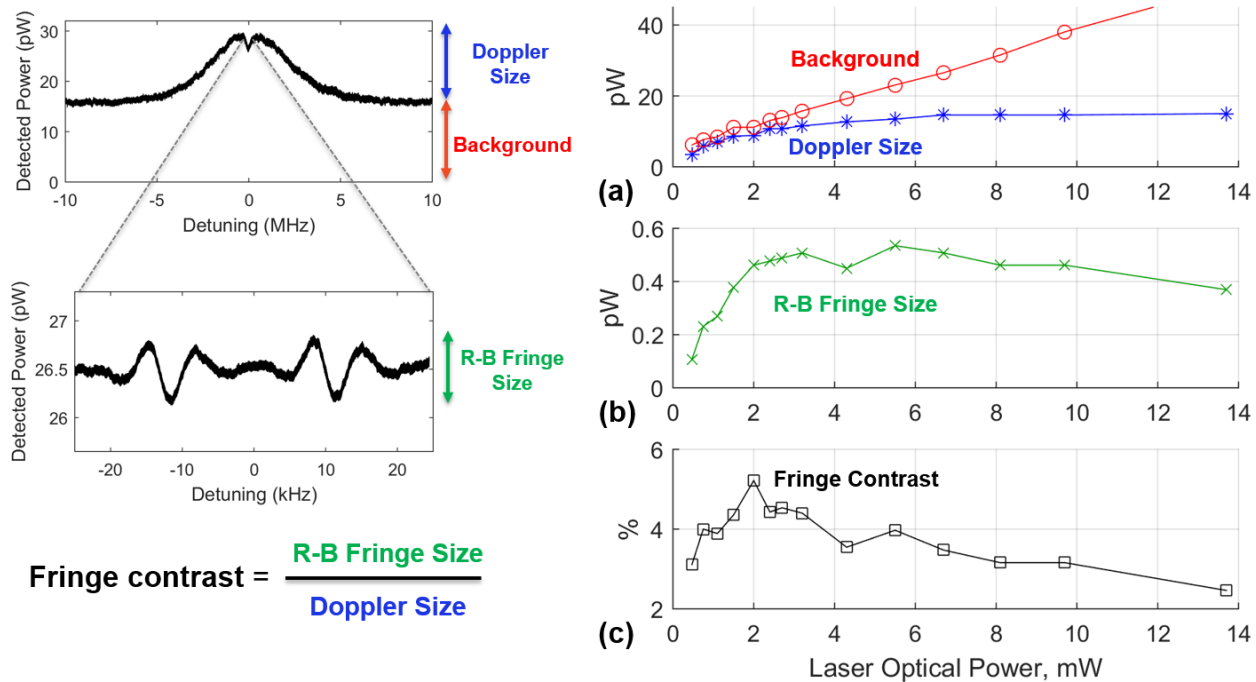 Detected Power (pW)
30
20
10
0
-10
-5
0
5
10
Detuning (MHz)
Doppler
Size
Background
Detected Power (pW)
27
26.5
26
-20
-10
0
10
20
Detuning (kHz)
R-B Fringe
Size
Fringe contrast =
R-B Fringe Size
Doppler Size
pW
40
20
0
Background
Doppler Size
(a)
0 2 4 6 8 10 12 14
pW
0.6
0.4
0.2
0
R-B Fringe Size
(b)
0 2 4 6 8 10 12 14
%
6
4
2
Fringe Contrast
(c)
0 2 4 6 8 10 12 14
Laser Optical Power, mW